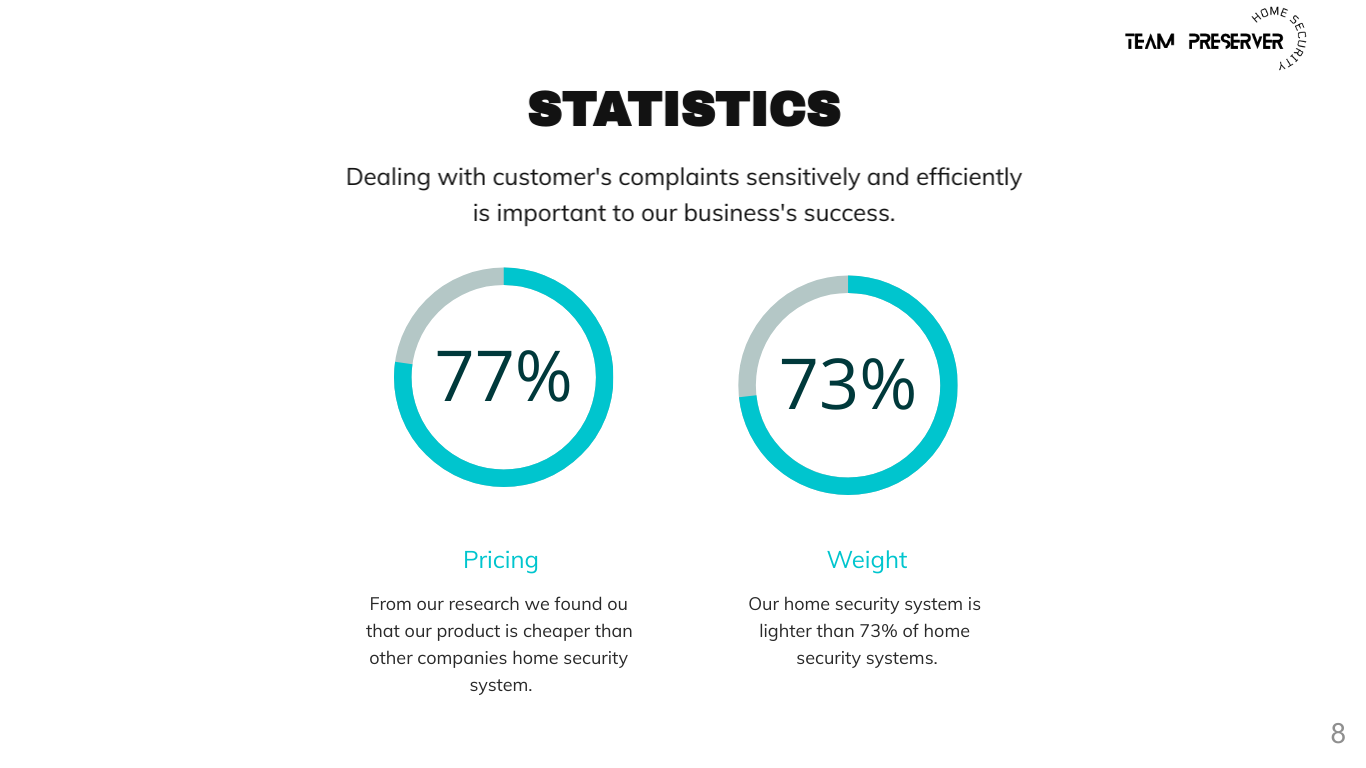 HOME SECURITY
TEAM PRESERVER
STATISTICS
Dealing with customer's complaints sensitively and efficiently
is important to our business's success.
77%
73%
Pricing
From our research we found ou
that our product is cheaper than
other companies home security
system.
Weight
Our home security system is
lighter than 73% of home
security systems.
8